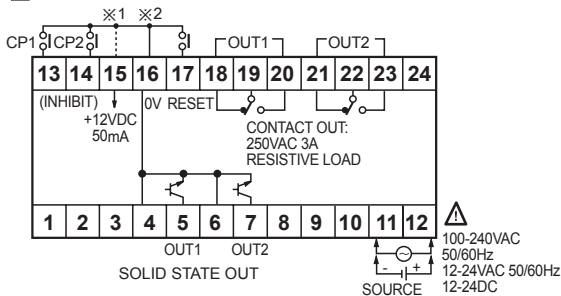 ※1 ※2
CP1 CP2 OUT1 OUT2
13 14 15 16 17 18 19 20 21 22 23 24
(INHIBIT) 0V RESET
+12VDC
50mA
CONTACT OUT:
250VAC 3A
RESISTIVE LOAD
1 2 3 4 5 6 7 8 9 10 11 12
OUT1 OUT2
SOLID STATE OUT
100-240VAC
50/60Hz
12-24VAC 50/60Hz
12-24DC
- +
SOURCE